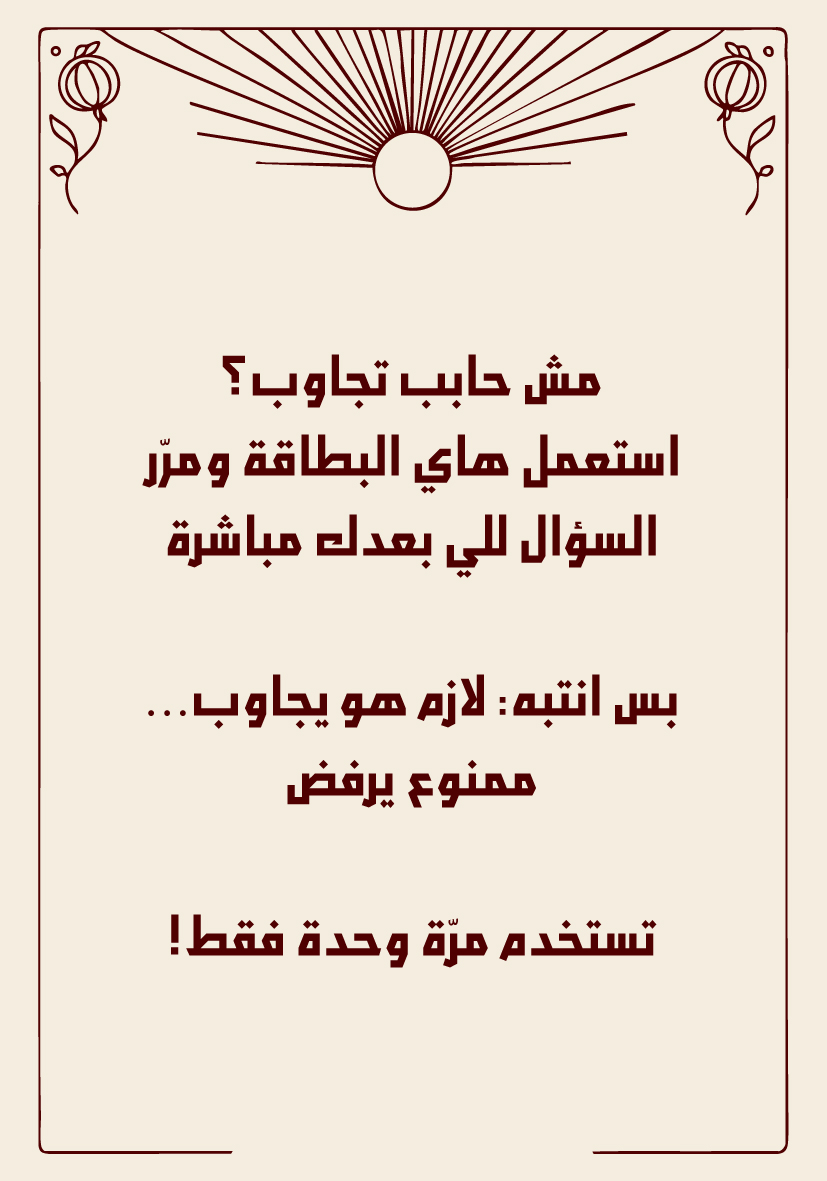 مش حابب تجاوب؟
استعمل هاي البطاقة ومرّر
السؤال للي بعدك مباشرة
بس انتبه: لازم هو يجاوب...
ممنوع يرفض
تستخدم مرّة وحدة فقط!